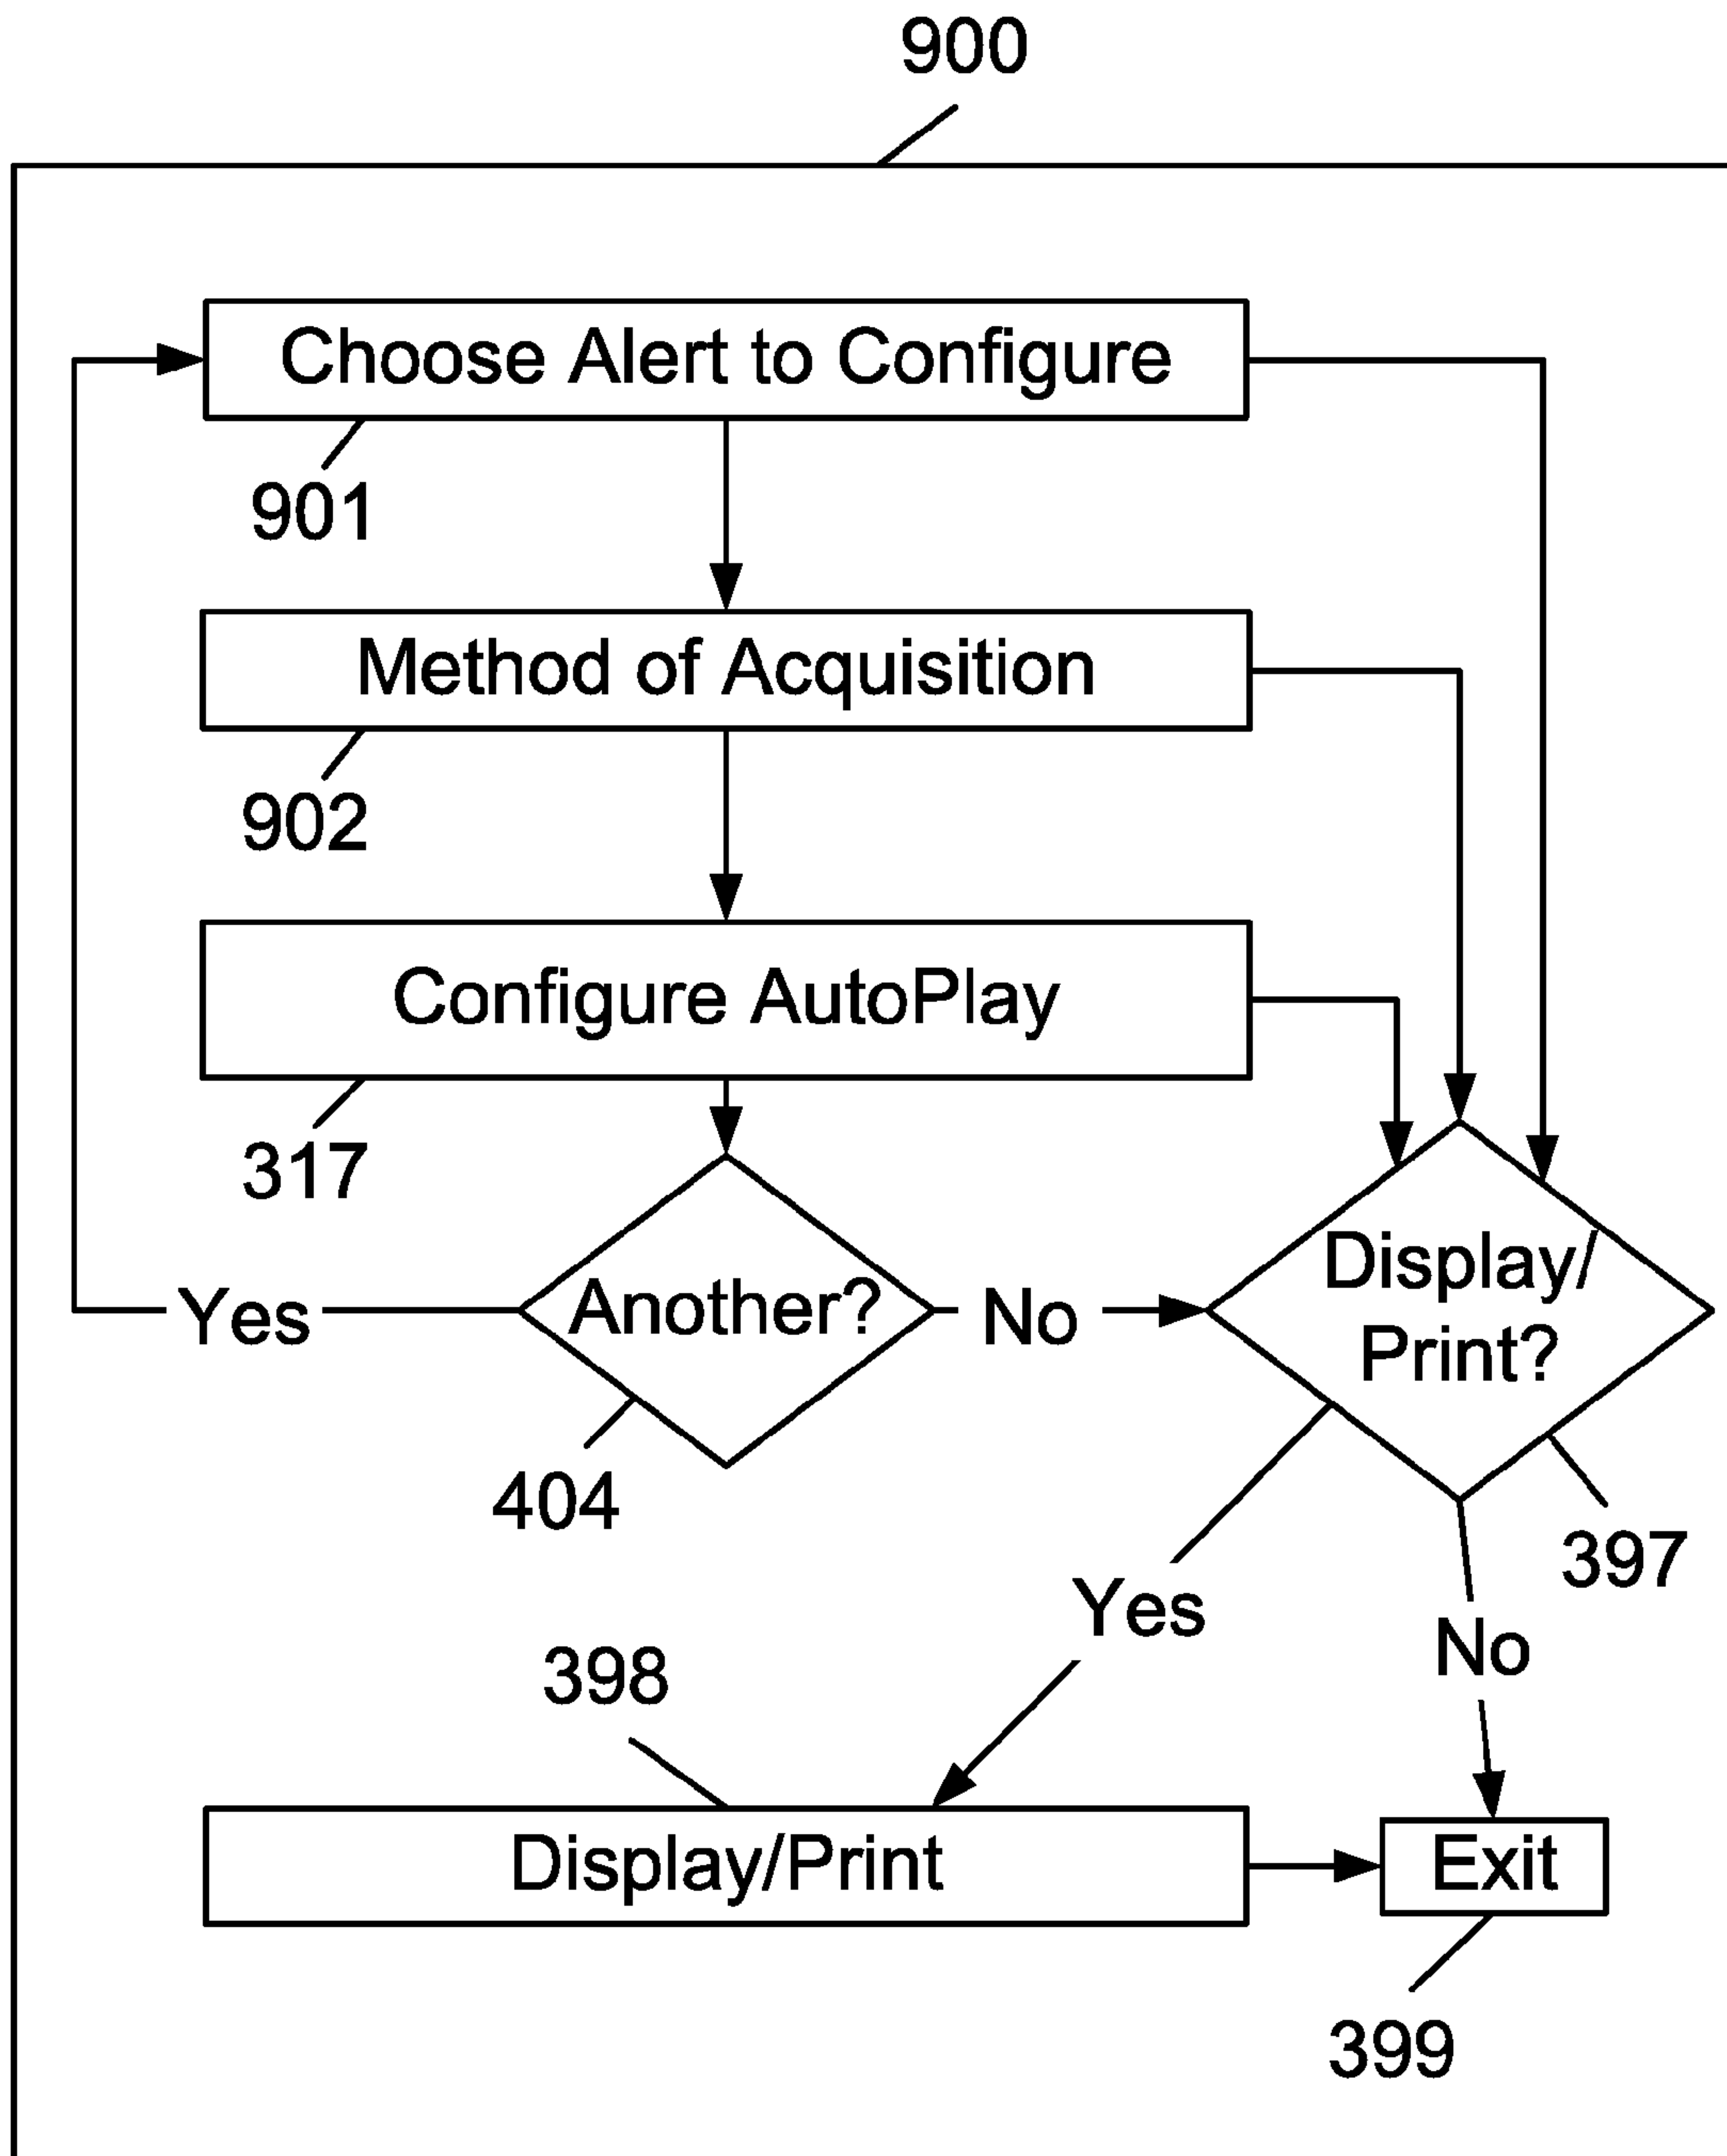 900
Choose Alert to Configure
901
Method of Acquisition
902
Configure AutoPlay
317
Yes
Another?
No
Display/
Print?
404
397
Yes
No
398
Display/Print
Exit
399